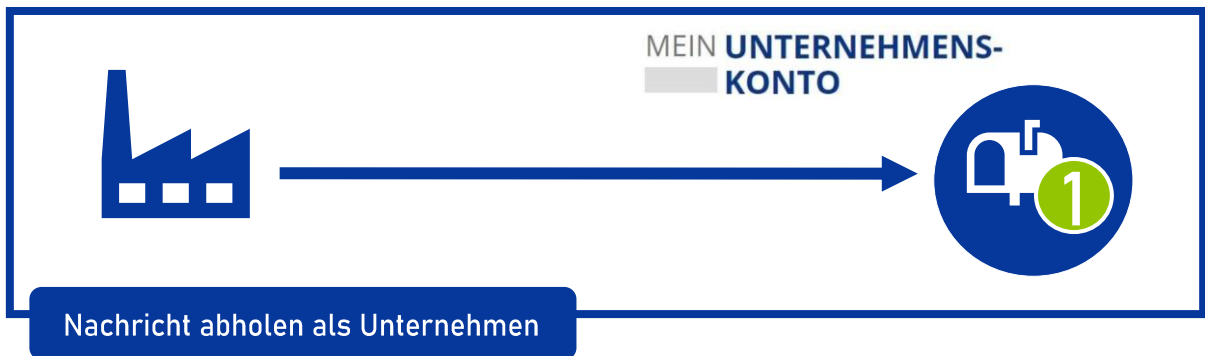 MEIN UNTERNEHMENS-
KONTO
1
Nachricht abholen als Unternehmen